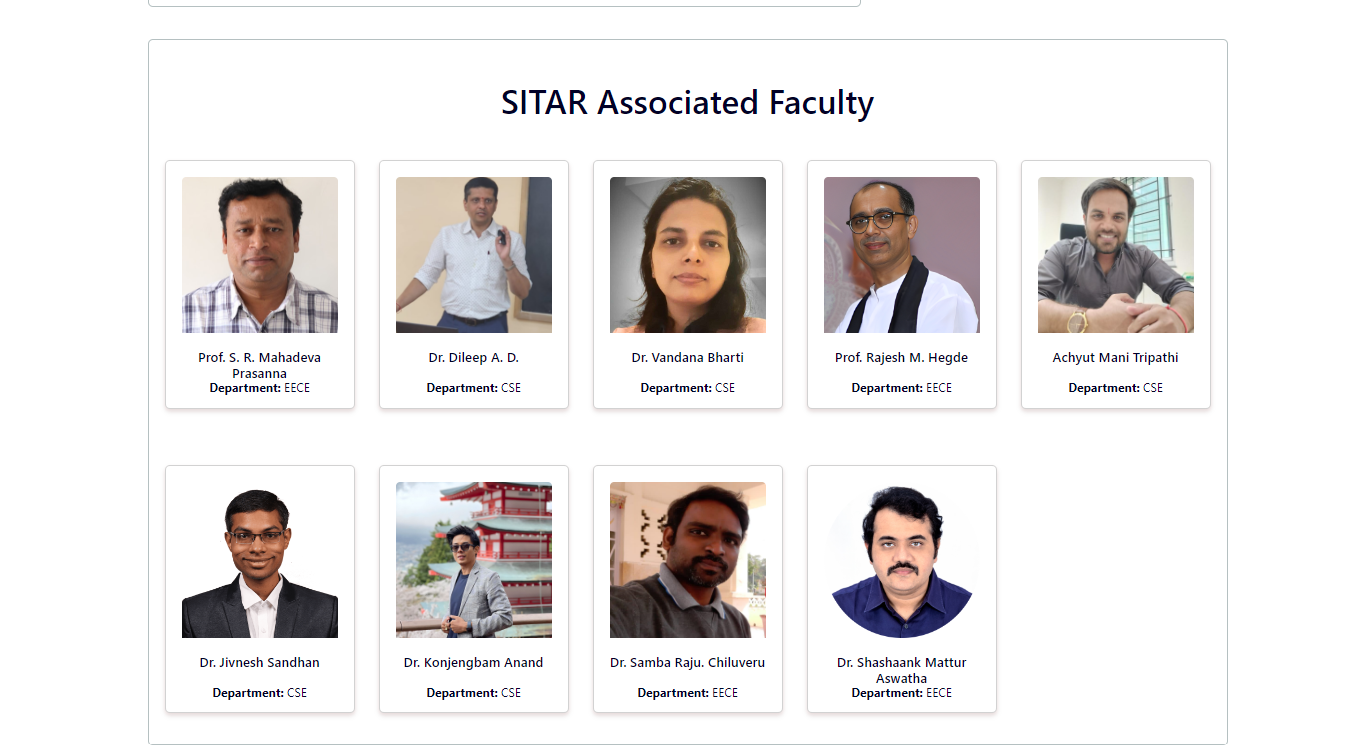 SITAR Associated Faculty
Prof. S. R. Mahadeva
Prasanna
Department: EECE
Dr. Dileep A. D.
Department: CSE
Dr. Vandana Bharti
Department: CSE
Prof. Rajesh M. Hegde
Department: EECE
Achyut Mani Tripathi
Department: CSE
Dr. Jivnesh Sandhan
Department: CSE
Dr. Konjengbam Anand
Department: CSE
Dr. Samba Raju. Chiluveru
Department: EECE
Dr. Shashaank Mattur
Aswatha
Department: EECE